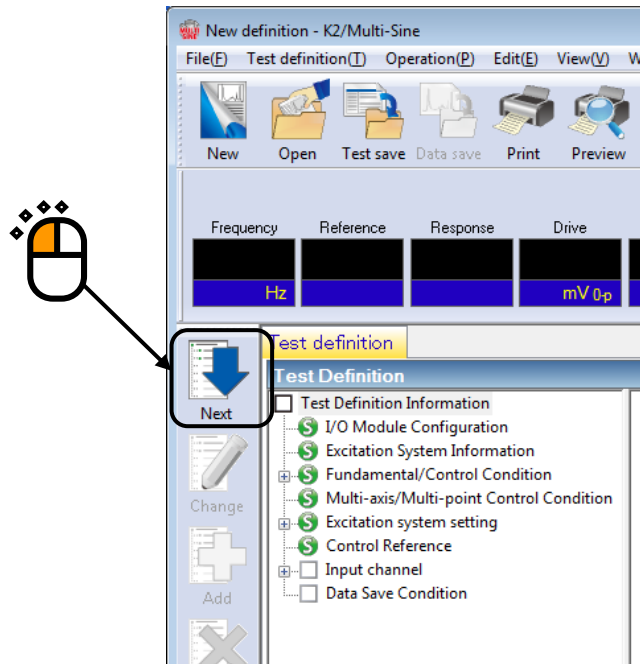 MULTI SINE New definition - K2/Multi-Sine
File(F) Test definition(T) Operation(P) Edit(E) View(V) W
New Open Test save Data save Print Preview
Frequency Reference Response Drive
Hz mV 0-p
Test definition
Test Definition
Next
Change
Add
Test Definition Information
S I/O Module Configuration
S Excitation System Information
S Fundamental/Control Condition
S Multi-axis/Multi-point Control Condition
S Excitation system setting
S Control Reference
Input channel
Data Save Condition